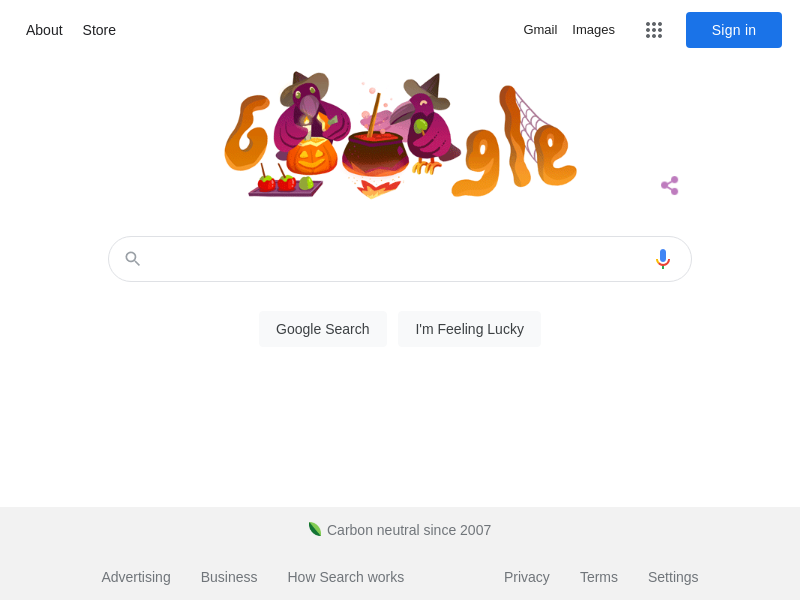 About Store Gmail Images Sign in
Google
Google Search I'm Feeling Lucky
Carbon neutral since 2007
Advertising Business How Search works Privacy Terms Settings